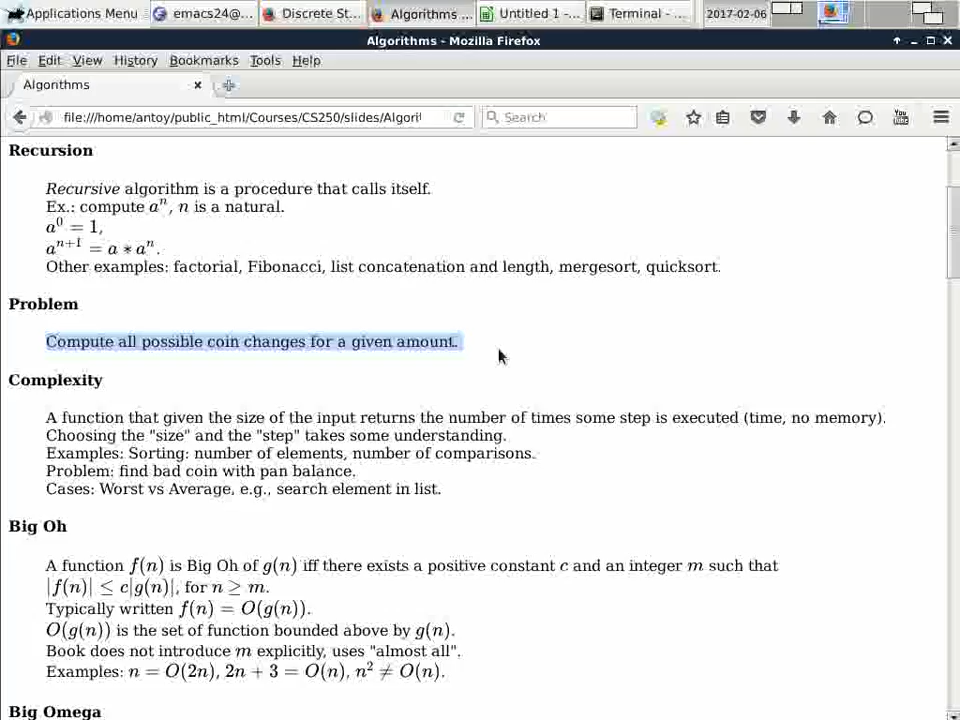 Applications Menu emacs24@... Discrete St... Algorithms ... Untitled 1 -... Terminal - ... 2017-02-06
Algorithms - Mozilla Firefox
File Edit View History Bookmarks Tools Help
Algorithms
file:///home/antoy/public_html/Courses/CS250/slides/Algori Search You Tube
Recursion
Recursive algorithm is a procedure that calls itself.
Ex.: compute aⁿ, n is a natural.
a⁰ = 1,
aⁿ⁺¹ = a ∗ aⁿ.
Other examples: factorial, Fibonacci, list concatenation and length, mergesort, quicksort.
Problem
Compute all possible coin changes for a given amount.
Complexity
A function that given the size of the input returns the number of times some step is executed (time, no memory).
Choosing the "size" and the "step" takes some understanding.
Examples: Sorting: number of elements, number of comparisons.
Problem: find bad coin with pan balance.
Cases: Worst vs Average, e.g., search element in list.
Big Oh
A function f(n) is Big Oh of g(n) iff there exists a positive constant c and an integer m such that
|f(n)| ≤ c|g(n)|, for n ≥ m.
Typically written f(n) = O(g(n)).
O(g(n)) is the set of function bounded above by g(n).
Book does not introduce m explicitly, uses "almost all".
Examples: n = O(2n), 2n + 3 = O(n), n² ≠ O(n).
Big Omega